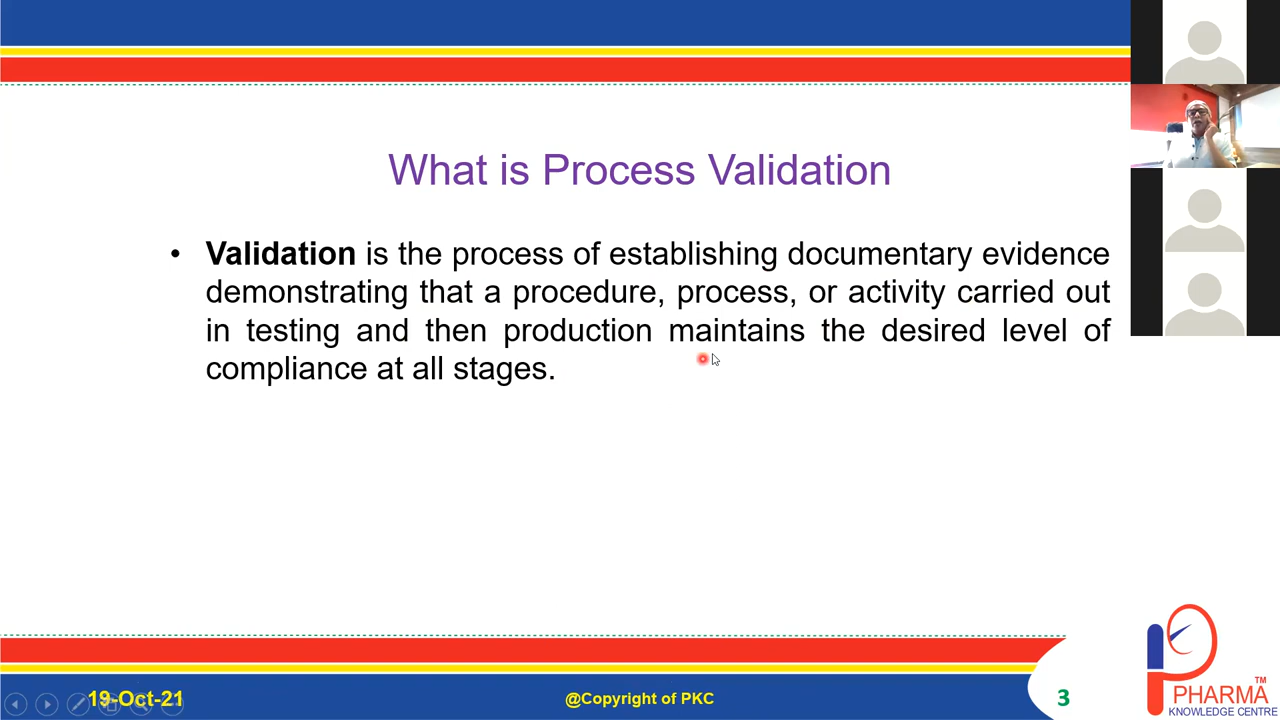 What is Process Validation
• Validation is the process of establishing documentary evidence
demonstrating that a procedure, process, or activity carried out
in testing and then production maintains the desired level of
compliance at all stages.
19-Oct-21
@Copyright of PKC
3
PHARMA™
KNOWLEDGE CENTRE